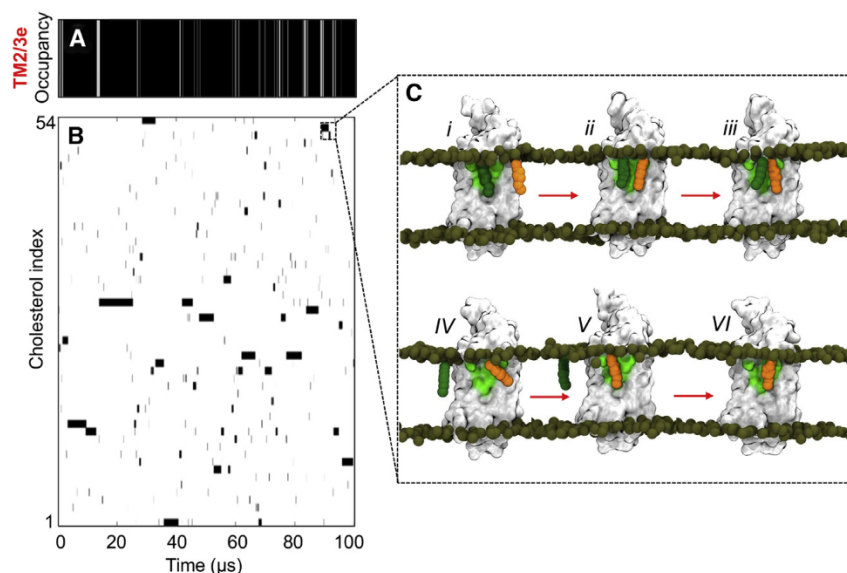 TM2/3e
Occupancy
A
54
B
Cholesterol index
1
0 20 40 60 80 100
Time (µs)
C
i ii iii
IV V VI